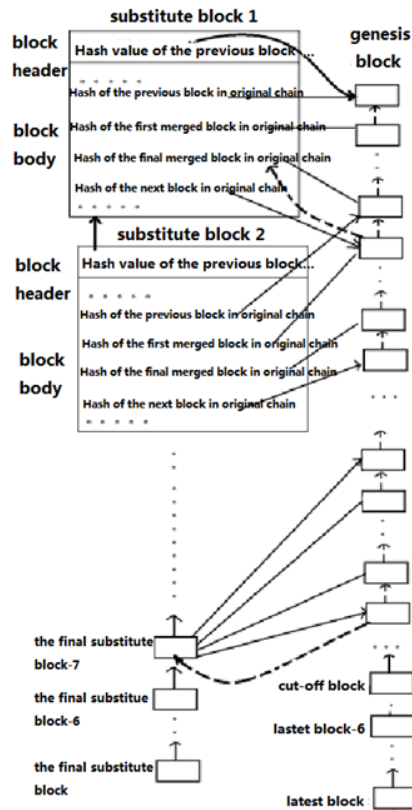 substitute block 1
genesis
block
block
header
Hash value of the previous block ...
Hash of the previous block in original chain
block
body
Hash of the first merged block in original chain
Hash of the final merged block in original chain
Hash of the next block in original chain
substitute block 2
block
header
Hash value of the previous block...
Hash of the previous block in original chain
Hash of the first merged block in original chain
block
body
Hash of the final merged block in original chain
Hash of the next block in original chain
the final substitute
block-7
the final substitue
block-6
the final substitute
block
cut-off block
lastet block-6
latest block